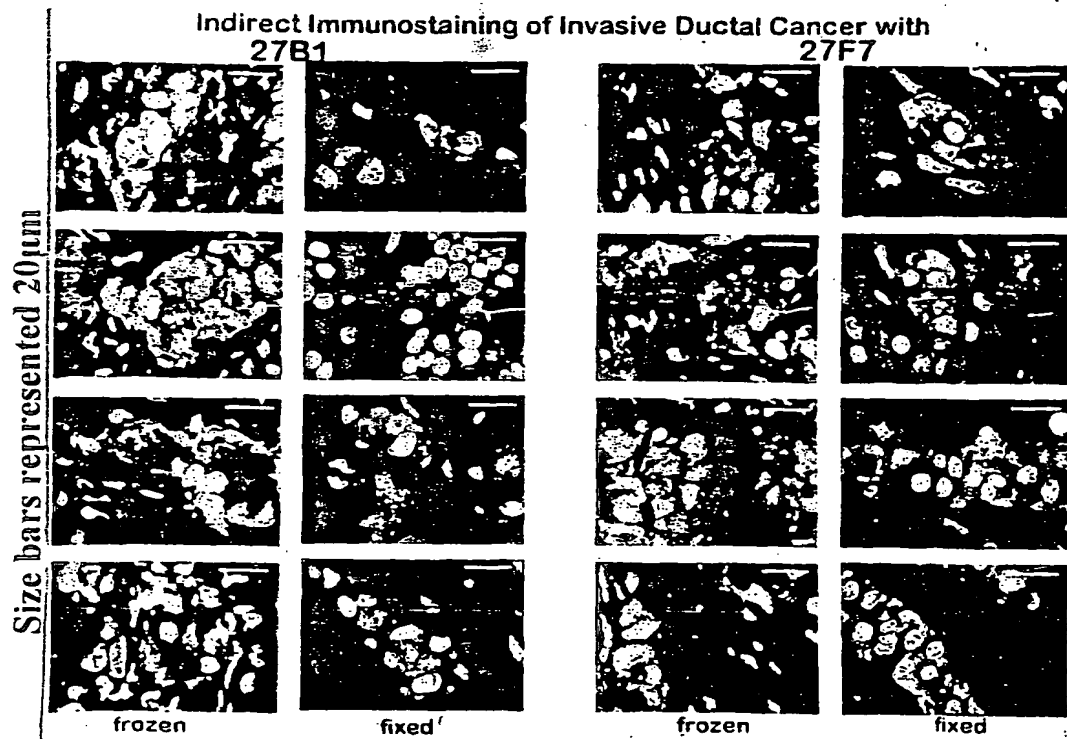 Indirect Immunostaining of Invasive Ductal Cancer with
27B1 27F7
Size bars represented 20μm
frozen fixed frozen fixed